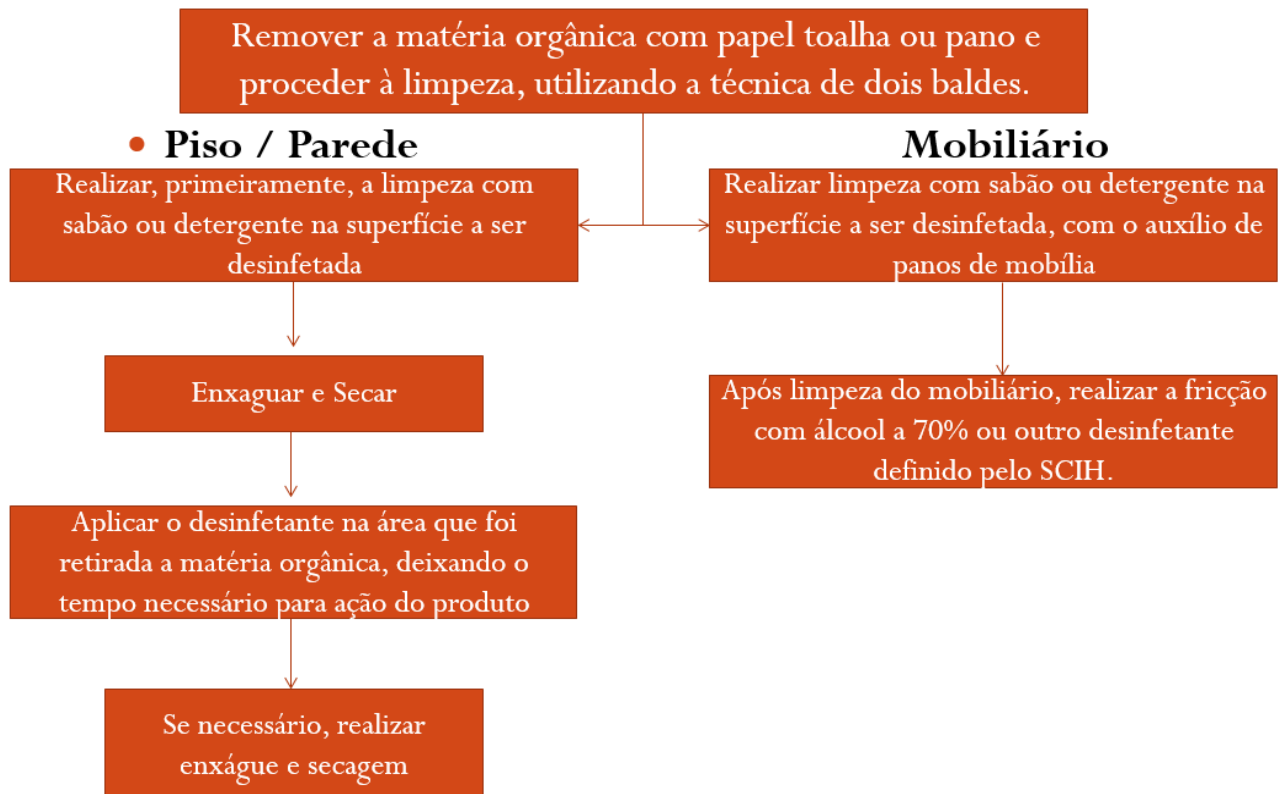 Remover a matéria orgânica com papel toalha ou pano e
proceder à limpeza, utilizando a técnica de dois baldes.
• Piso / Parede
Realizar, primeiramente, a limpeza com
sabão ou detergente na superfície a ser
desinfetada
Enxaguar e Secar
Aplicar o desinfetante na área que foi
retirada a matéria orgânica, deixando o
tempo necessário para ação do produto
Se necessário, realizar
enxágue e secagem
Mobiliário
Realizar limpeza com sabão ou detergente na
superfície a ser desinfetada, com o auxílio de
panos de mobília
Após limpeza do mobiliário, realizar a fricção
com álcool a 70% ou outro desinfetante
definido pelo SCIH.